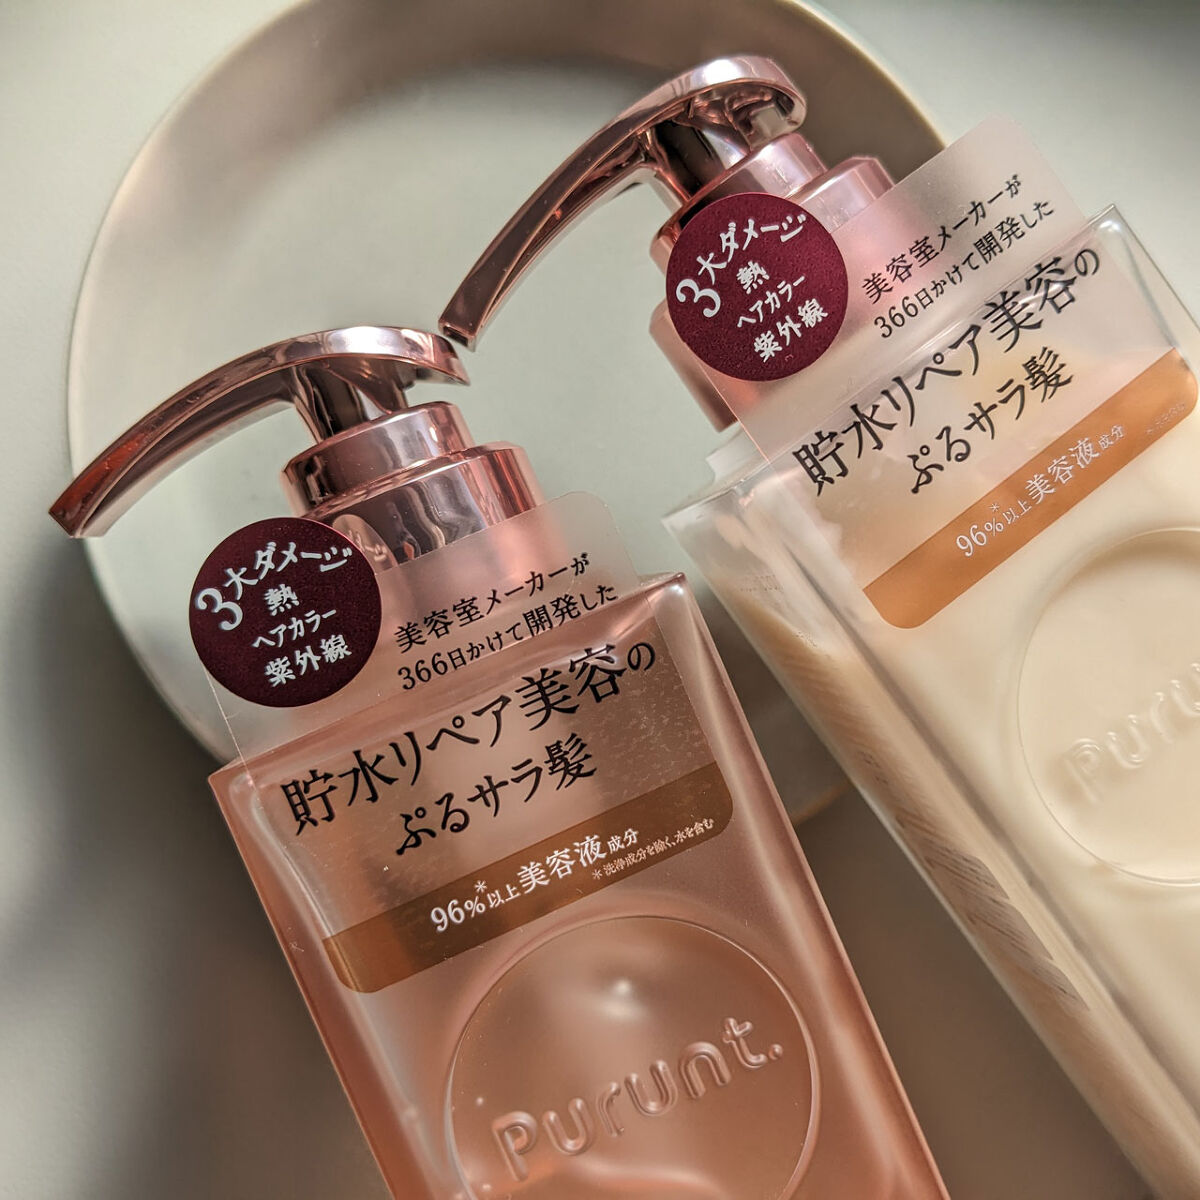 3大ダメージ
熱
ヘアカラー
紫外線
美容室メーカーが
366日かけて開発した
貯水リペア美容の
ぷるサラ髪
96%*以上美容液成分
*洗浄成分を除く、水を含む
Purunt.
3大ダメージ
熱
ヘアカラー
紫外線
美容室メーカーが
366日かけて開発した
貯水リペア美容の
ぷるサラ髪
96%*以上美容液成分
Purun